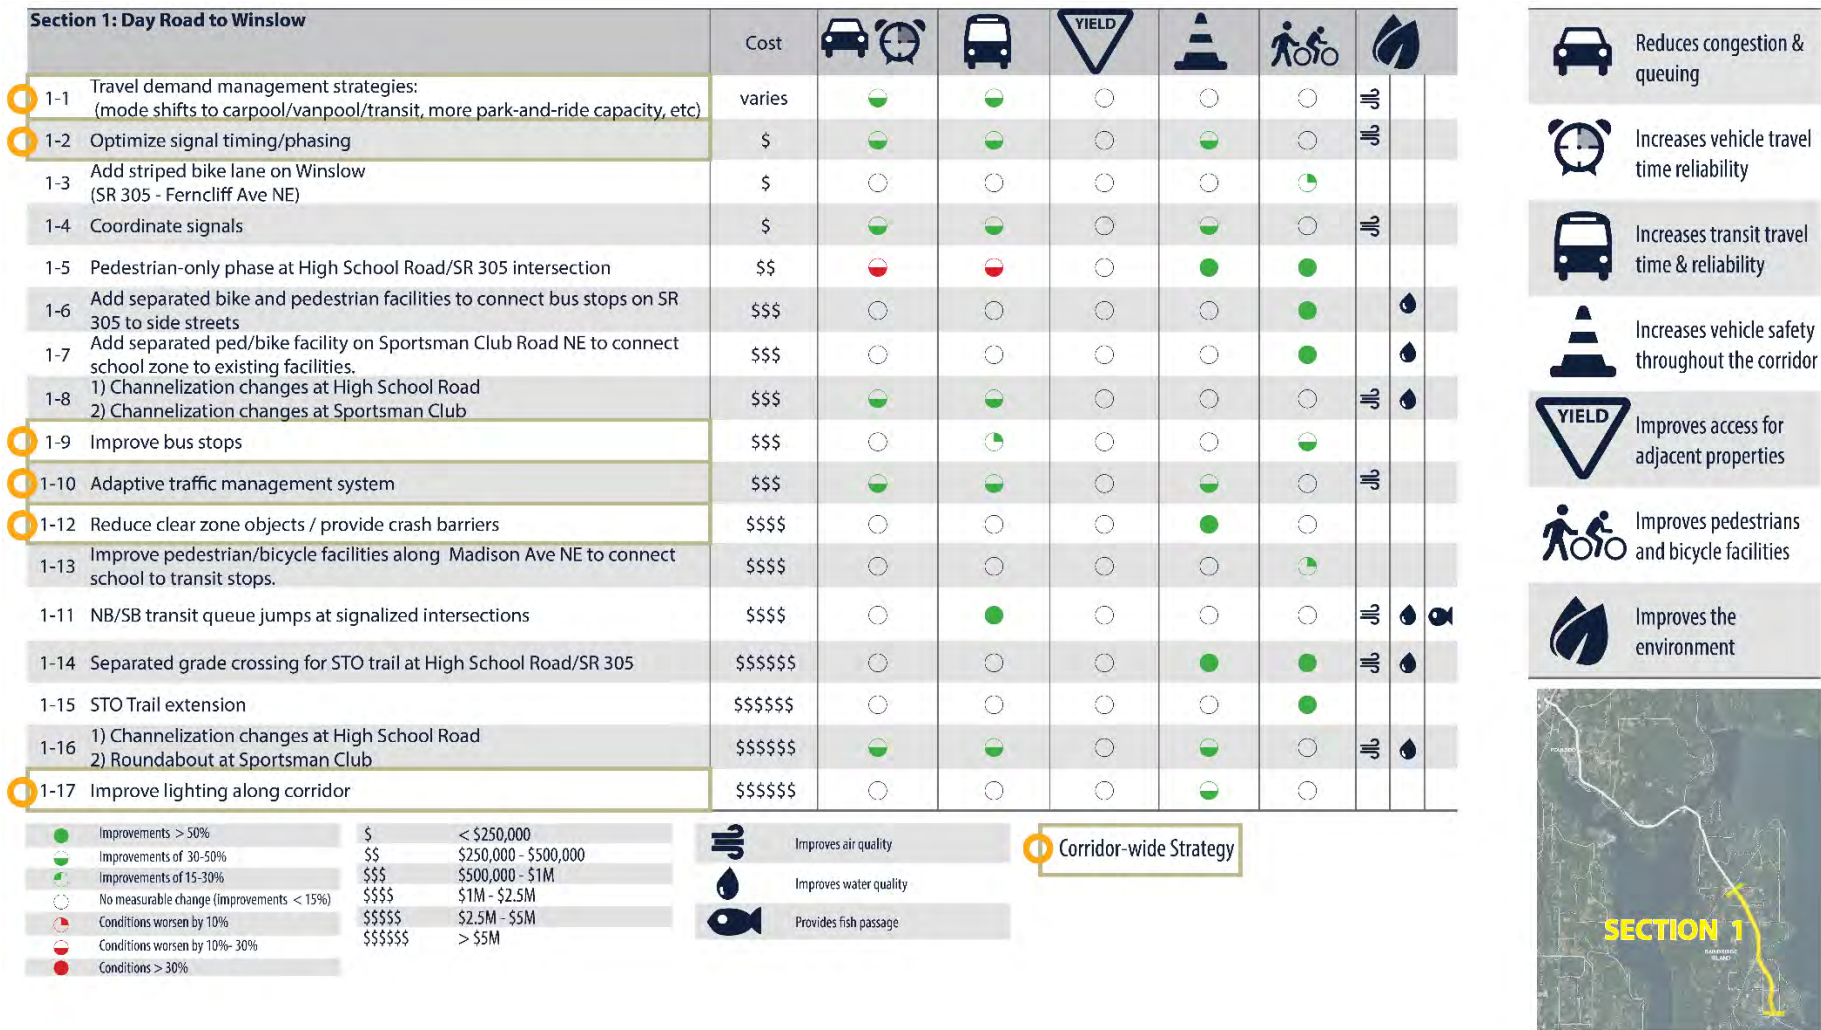 Section 1: Day Road to Winslow
Cost
YIELD
1-1 Travel demand management strategies:
(mode shifts to carpool/vanpool/transit, more park-and-ride capacity, etc)
varies
1-2 Optimize signal timing/phasing $
1-3 Add striped bike lane on Winslow
(SR 305 - Ferncliff Ave NE)
$
1-4 Coordinate signals $
1-5 Pedestrian-only phase at High School Road/SR 305 intersection $$
1-6 Add separated bike and pedestrian facilities to connect bus stops on SR
305 to side streets
$$$
1-7 Add separated ped/bike facility on Sportsman Club Road NE to connect
school zone to existing facilities.
$$$
1-8 1) Channelization changes at High School Road
2) Channelization changes at Sportsman Club
$$$
1-9 Improve bus stops $$$
1-10 Adaptive traffic management system $$$
1-12 Reduce clear zone objects / provide crash barriers $$$$
1-13 Improve pedestrian/bicycle facilities along Madison Ave NE to connect
school to transit stops.
$$$$
1-11 NB/SB transit queue jumps at signalized intersections $$$$
1-14 Separated grade crossing for STO trail at High School Road/SR 305 $$$$$$
1-15 STO Trail extension $$$$$$
1-16 1) Channelization changes at High School Road
2) Roundabout at Sportsman Club
$$$$$$
1-17 Improve lighting along corridor $$$$$$
Improvements > 50%
Improvements of 30-50%
Improvements of 15-30%
No measurable change (improvements < 15%)
Conditions worsen by 10%
Conditions worsen by 10%- 30%
Conditions > 30%
$ < $250,000
$$ $250,000 - $500,000
$$$ $500,000 - $1M
$$$$ $1M - $2.5M
$$$$$ $2.5M - $5M
$$$$$$ > $5M
Improves air quality
Improves water quality
Provides fish passage
Corridor-wide Strategy
Reduces congestion &
queuing
Increases vehicle travel
time reliability
Increases transit travel
time & reliability
Increases vehicle safety
throughout the corridor
YIELD
Improves access for
adjacent properties
Improves pedestrians
and bicycle facilities
Improves the
environment
POULSBO
SECTION 1
BAINBRIDGE
ISLAND